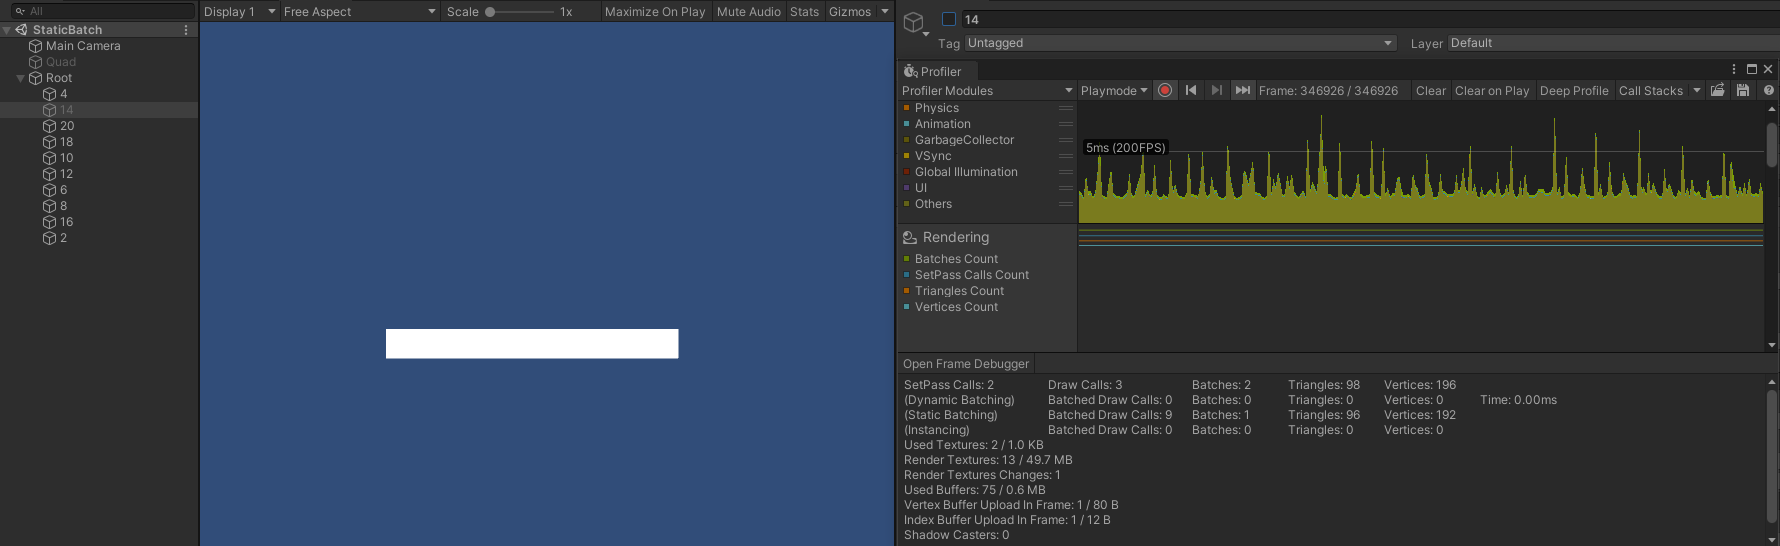 All
StaticBatch
Main Camera
Quad
Root
4
14
20
18
10
12
6
8
16
2
Display 1 Free Aspect Scale 1x Maximize On Play Mute Audio Stats Gizmos
14
Tag Untagged Layer Default
Profiler
Profiler Modules Playmode Frame: 346926 / 346926 Clear Clear on Play Deep Profile Call Stacks
Physics
Animation
GarbageCollector
VSync
Global Illumination
UI
Others
5ms (200FPS)
Rendering
Batches Count
SetPass Calls Count
Triangles Count
Vertices Count
Open Frame Debugger
SetPass Calls: 2 Draw Calls: 3 Batches: 2 Triangles: 98 Vertices: 196
(Dynamic Batching) Batched Draw Calls: 0 Batches: 0 Triangles: 0 Vertices: 0 Time: 0.00ms
(Static Batching) Batched Draw Calls: 9 Batches: 1 Triangles: 96 Vertices: 192
(Instancing) Batched Draw Calls: 0 Batches: 0 Triangles: 0 Vertices: 0
Used Textures: 2 / 1.0 KB
Render Textures: 13 / 49.7 MB
Render Textures Changes: 1
Used Buffers: 75 / 0.6 MB
Vertex Buffer Upload In Frame: 1 / 80 B
Index Buffer Upload In Frame: 1 / 12 B
Shadow Casters: 0